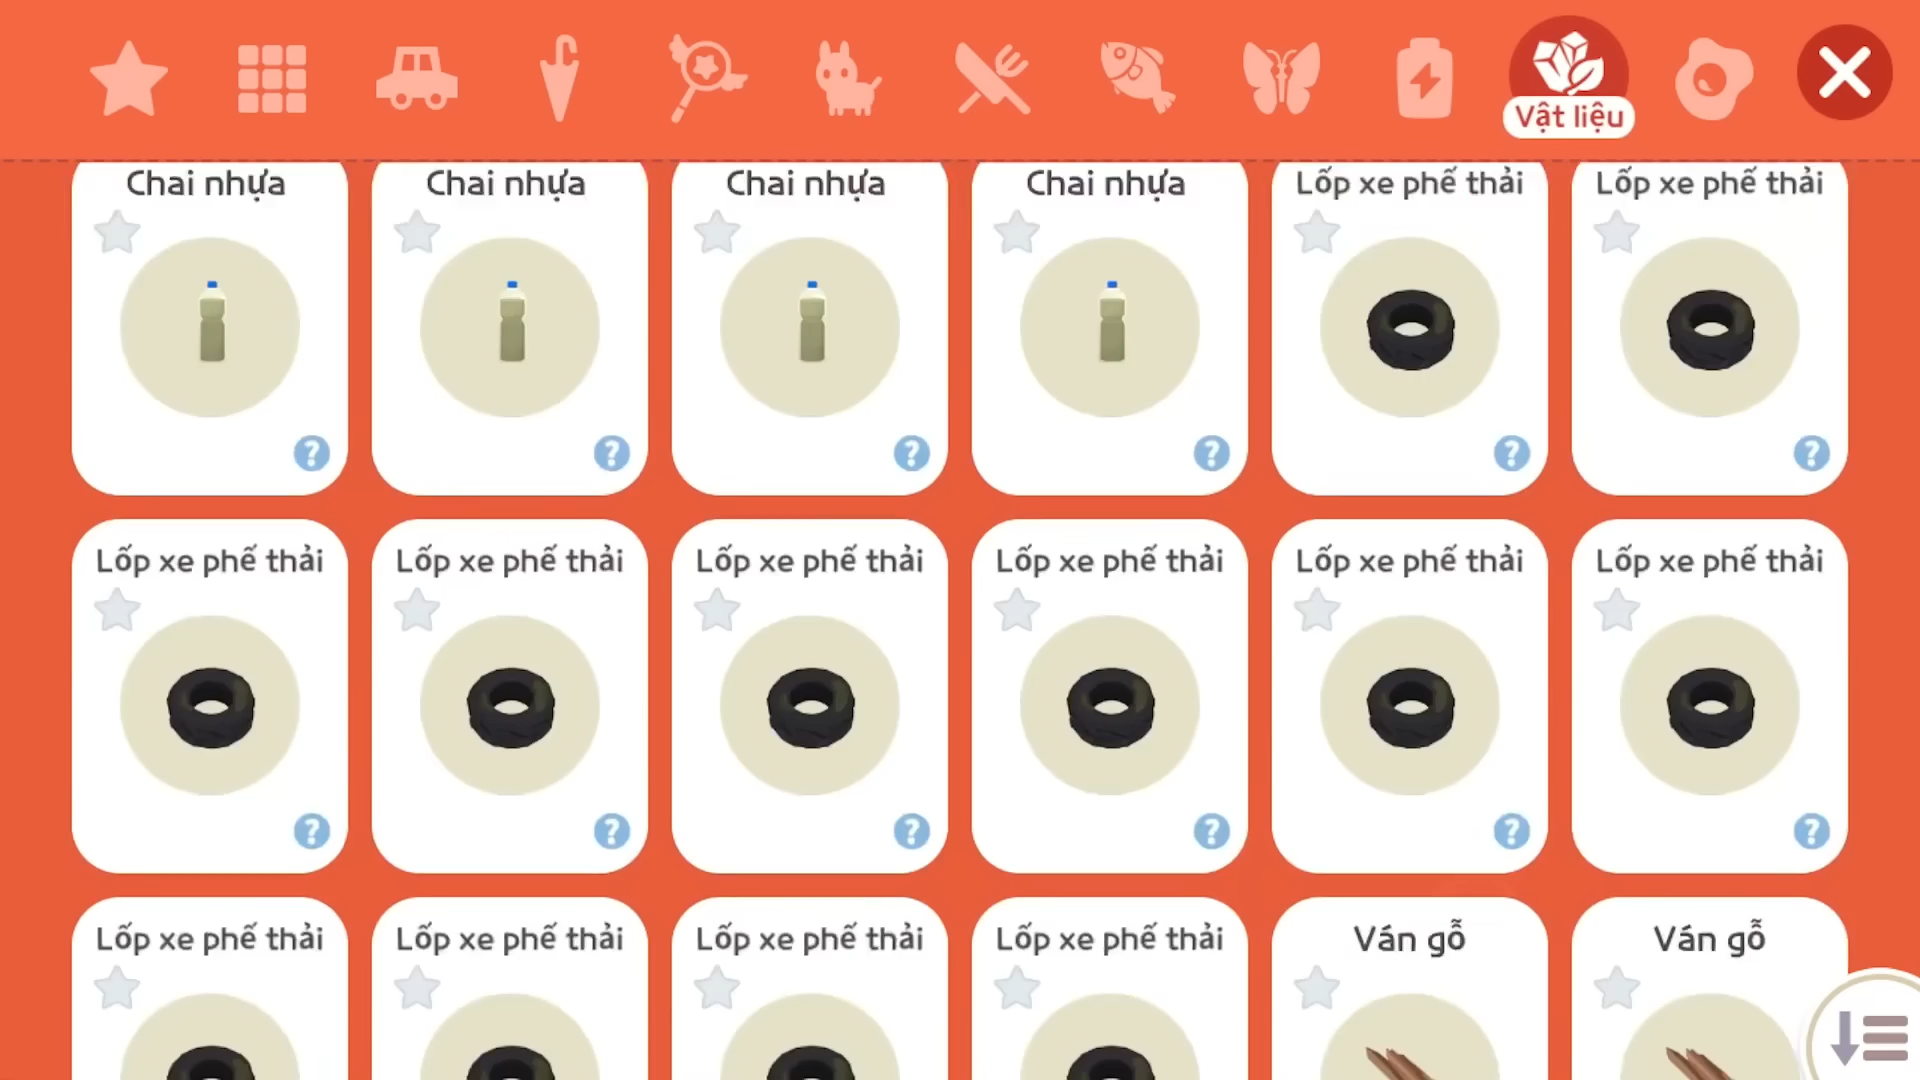 Vật liệu
Chai nhựa
Chai nhựa
Chai nhựa
Chai nhựa
Lốp xe phế thải
Lốp xe phế thải
?
?
?
?
?
?
Lốp xe phế thải
Lốp xe phế thải
Lốp xe phế thải
Lốp xe phế thải
Lốp xe phế thải
Lốp xe phế thải
?
?
?
?
?
?
Lốp xe phế thải
Lốp xe phế thải
Lốp xe phế thải
Lốp xe phế thải
Ván gỗ
Ván gỗ